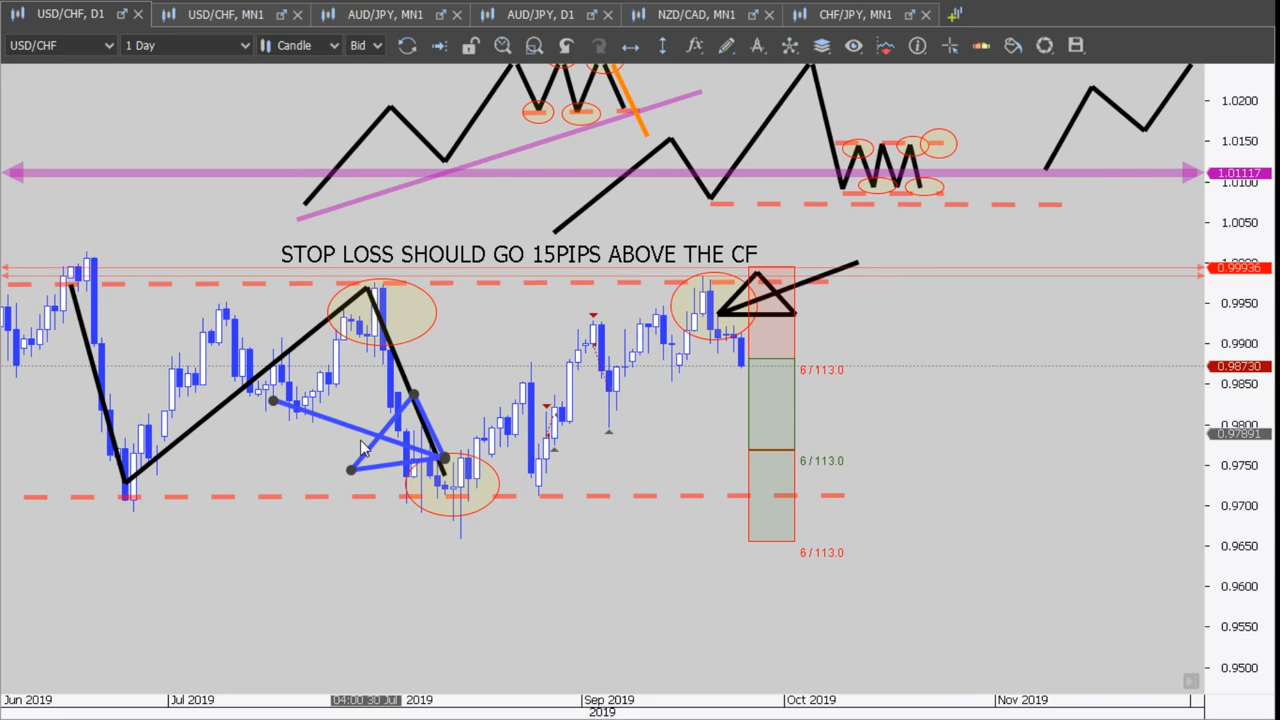 USD/CHF, D1
USD/CHF, MN1
AUD/JPY, MN1
AUD/JPY, D1
NZD/CAD, MN1
CHF/JPY, MN1
USD/CHF
1 Day
Candle
Bid
1.0200
1.0150
1.01117
1.0100
1.0050
STOP LOSS SHOULD GO 15PIPS ABOVE THE CF
0.99936
0.9950
0.9900
6 / 113.0
0.98730
0.9850
0.9800
0.97891
6 / 113.0
0.9750
0.9700
6 / 113.0
0.9650
0.9600
0.9550
0.9500
Jun 2019
Jul 2019
04:00 30 Jul
2019
Sep 2019
Oct 2019
Nov 2019
2019